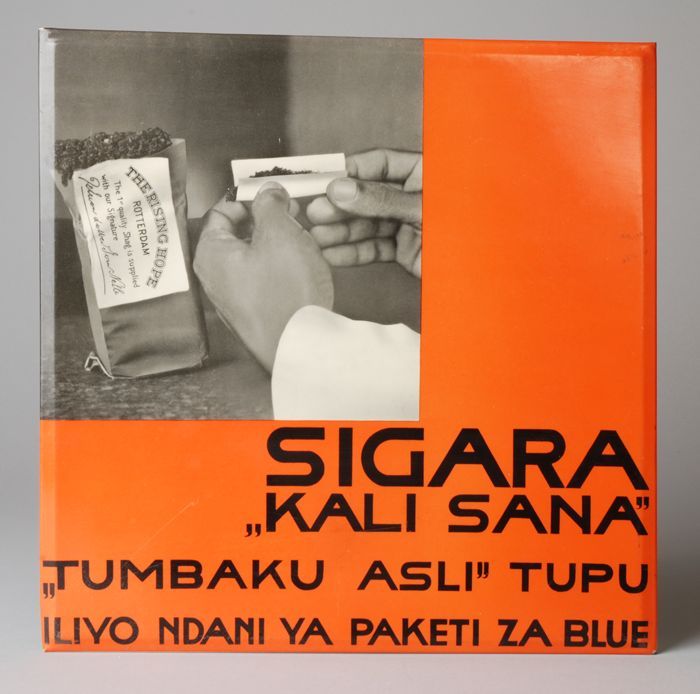 THE RISING HOPE
ROTTERDAM
The 1st quality Shag is supplied
with our Signature
SIGARA
„KALI SANA”
„TUMBAKU ASLI” TUPU
ILIYO NDANI YA PAKETI ZA BLUE